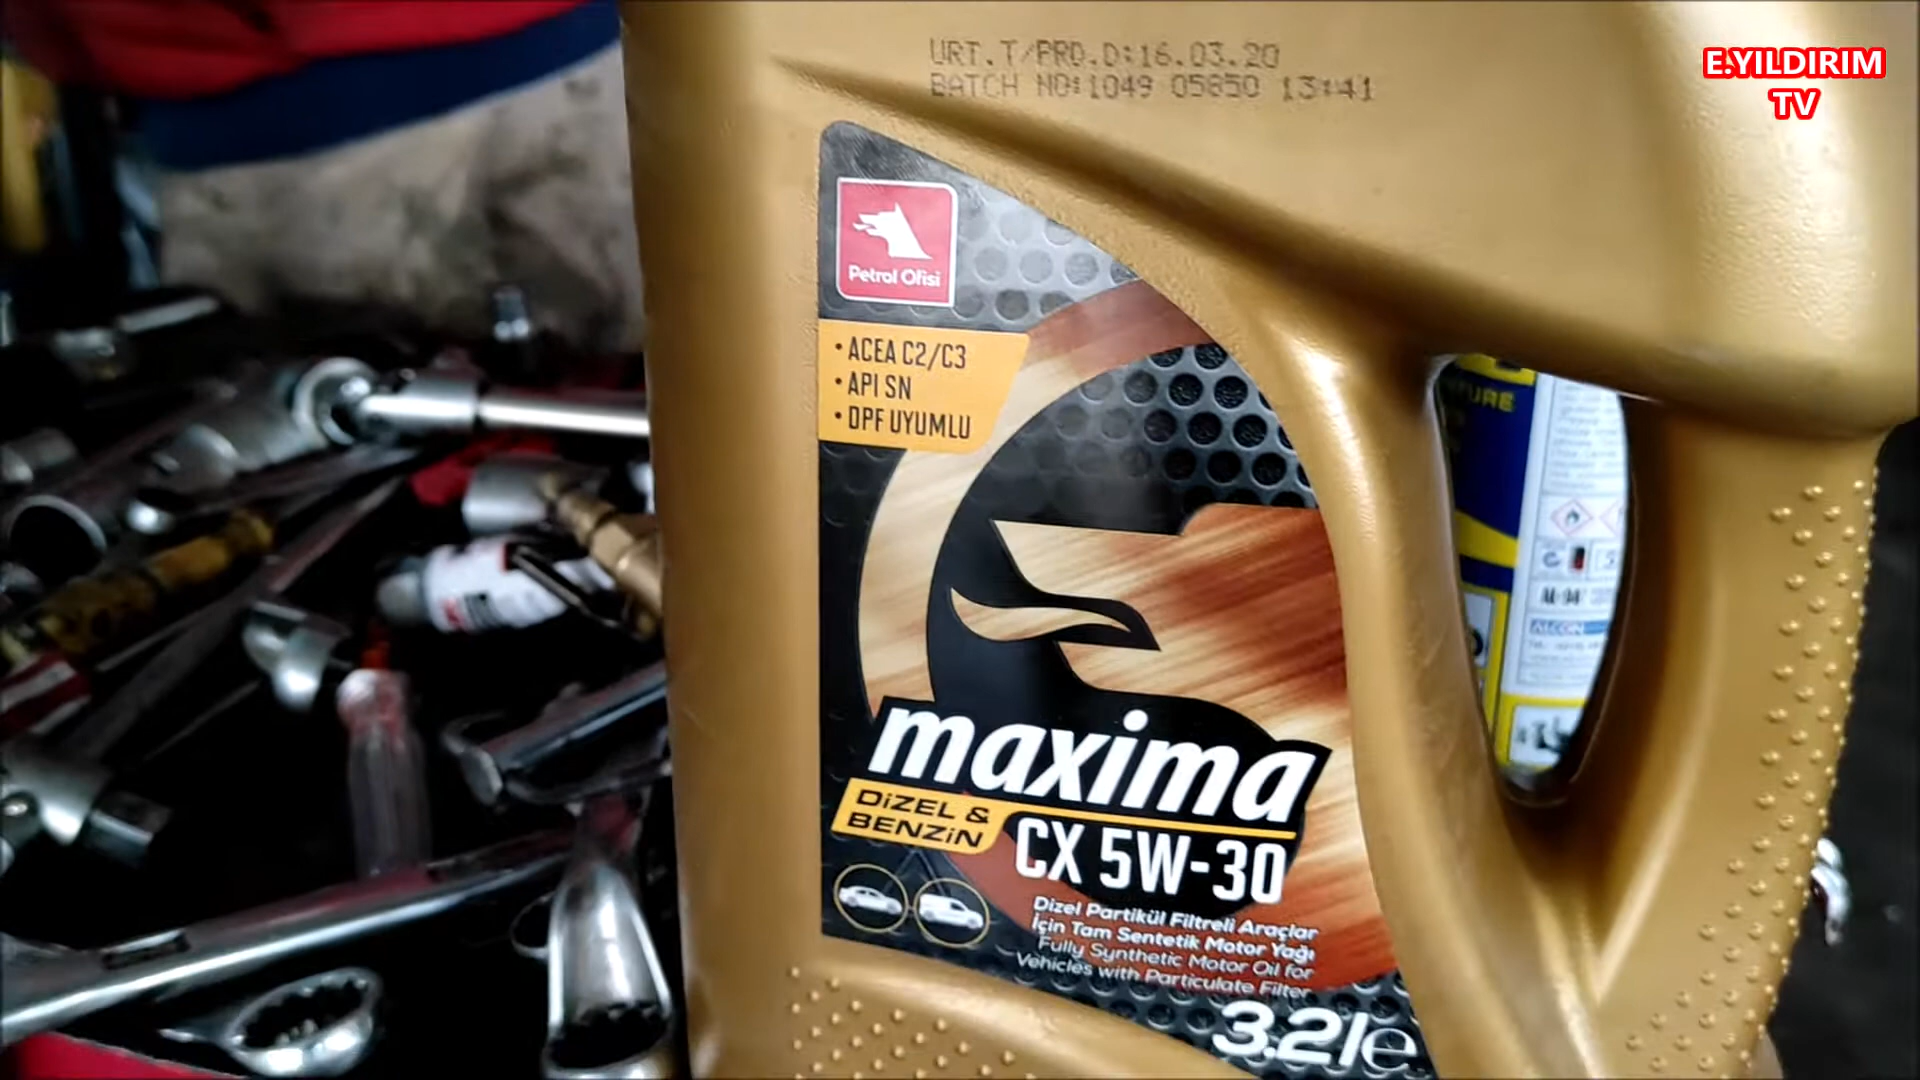 URT.T/PRD.D:16.03.20
BATCH NO:1049 05850 13:41
E.YILDIRIM
TV
Petrol Ofisi
• ACEA C2/C3
• API SN
• DPF UYUMLU
maxima
DiZEL &
BENZiN
CX 5W-30
Dizel Partikül Filtreli Araçlar
İçin Tam Sentetik Motor Yağı
Fully Synthetic Motor Oil for
Vehicles with Particulate Filter
3.2le